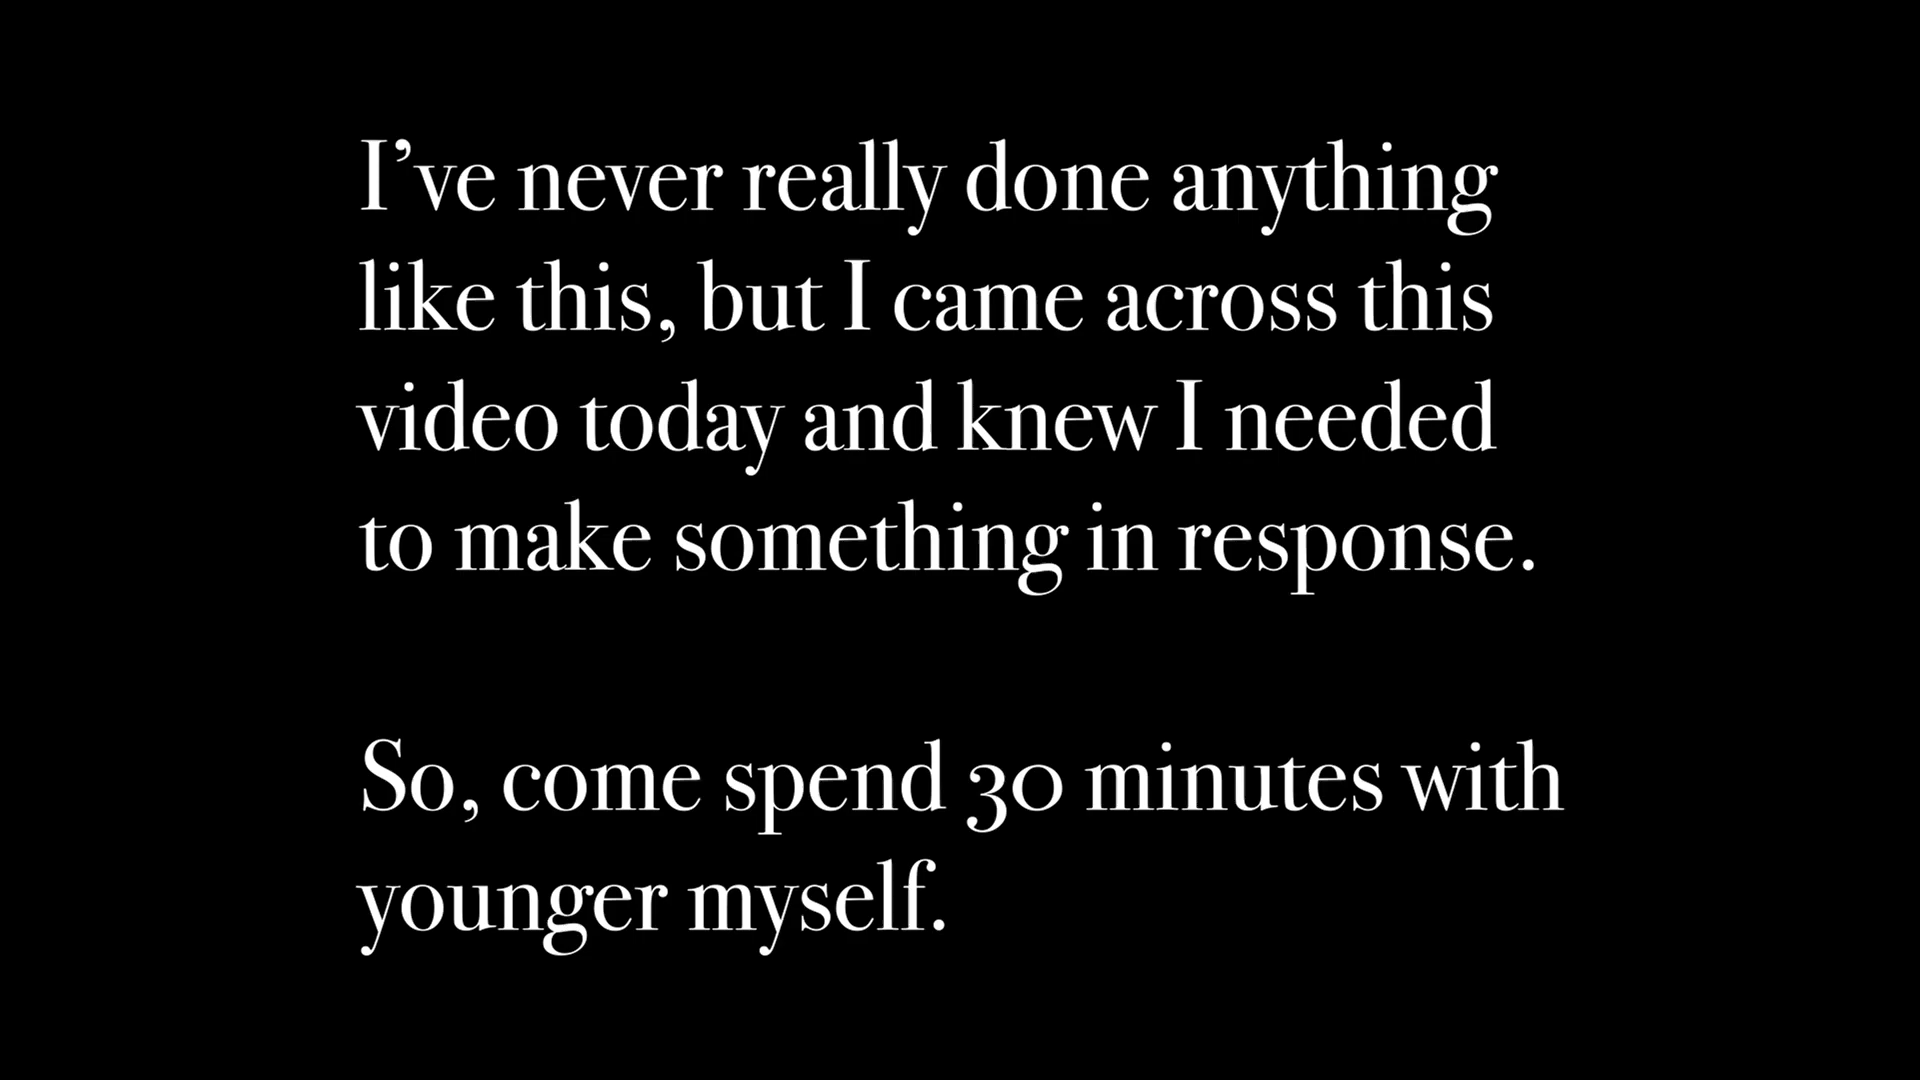 I’ve never really done anything
like this, but I came across this
video today and knew I needed
to make something in response.
So, come spend 30 minutes with
younger myself.